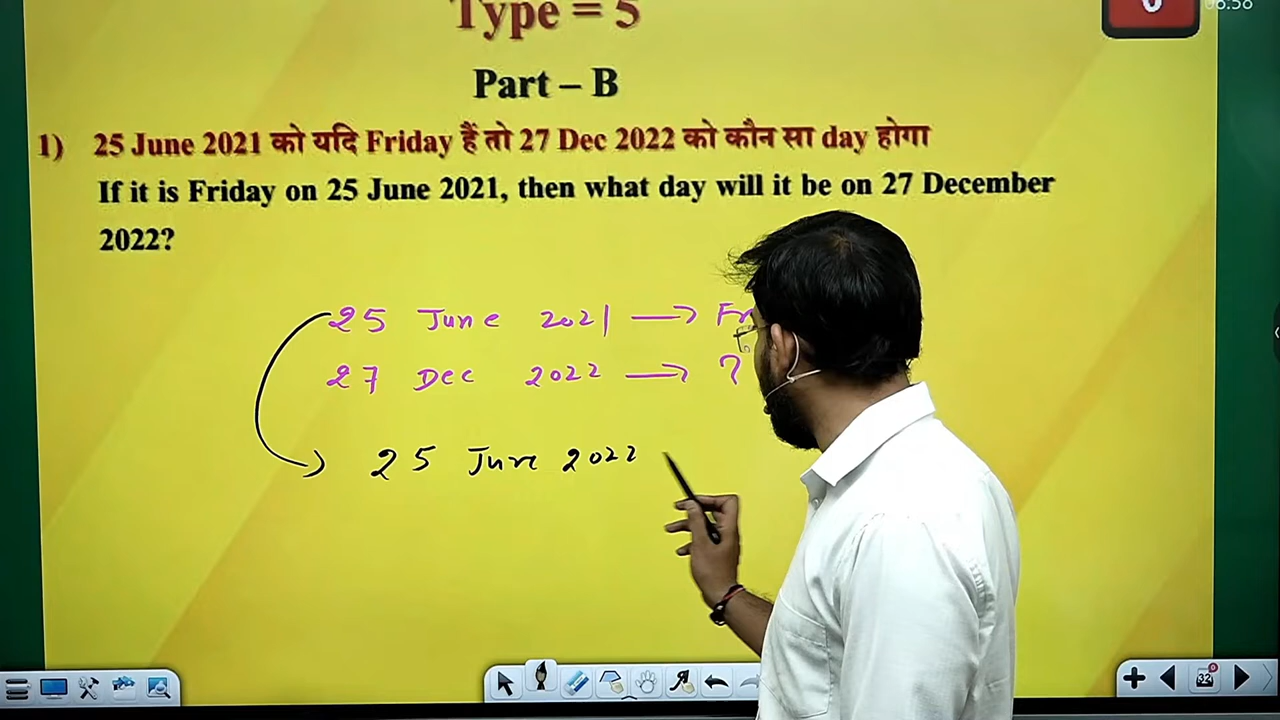 Type = 5
Part – B
1) 25 June 2021 को यदि Friday हैं तो 27 Dec 2022 को कौन सा day होगा
If it is Friday on 25 June 2021, then what day will it be on 27 December
2022?
25 June 2021 → Fr
27 Dec 2022 → ?
25 June 2022
32